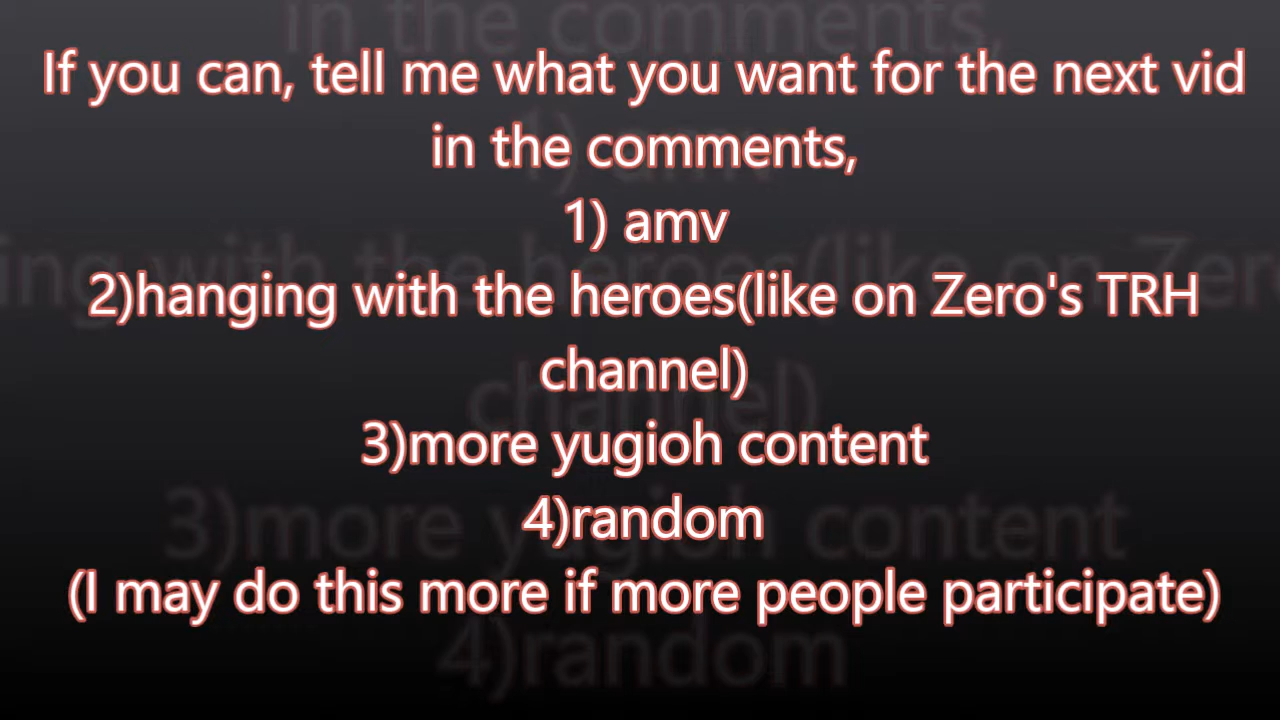 If you can, tell me what you want for the next vid
in the comments,
1) amv
2)hanging with the heroes(like on Zero's TRH
channel)
3)more yugioh content
4)random
(I may do this more if more people participate)